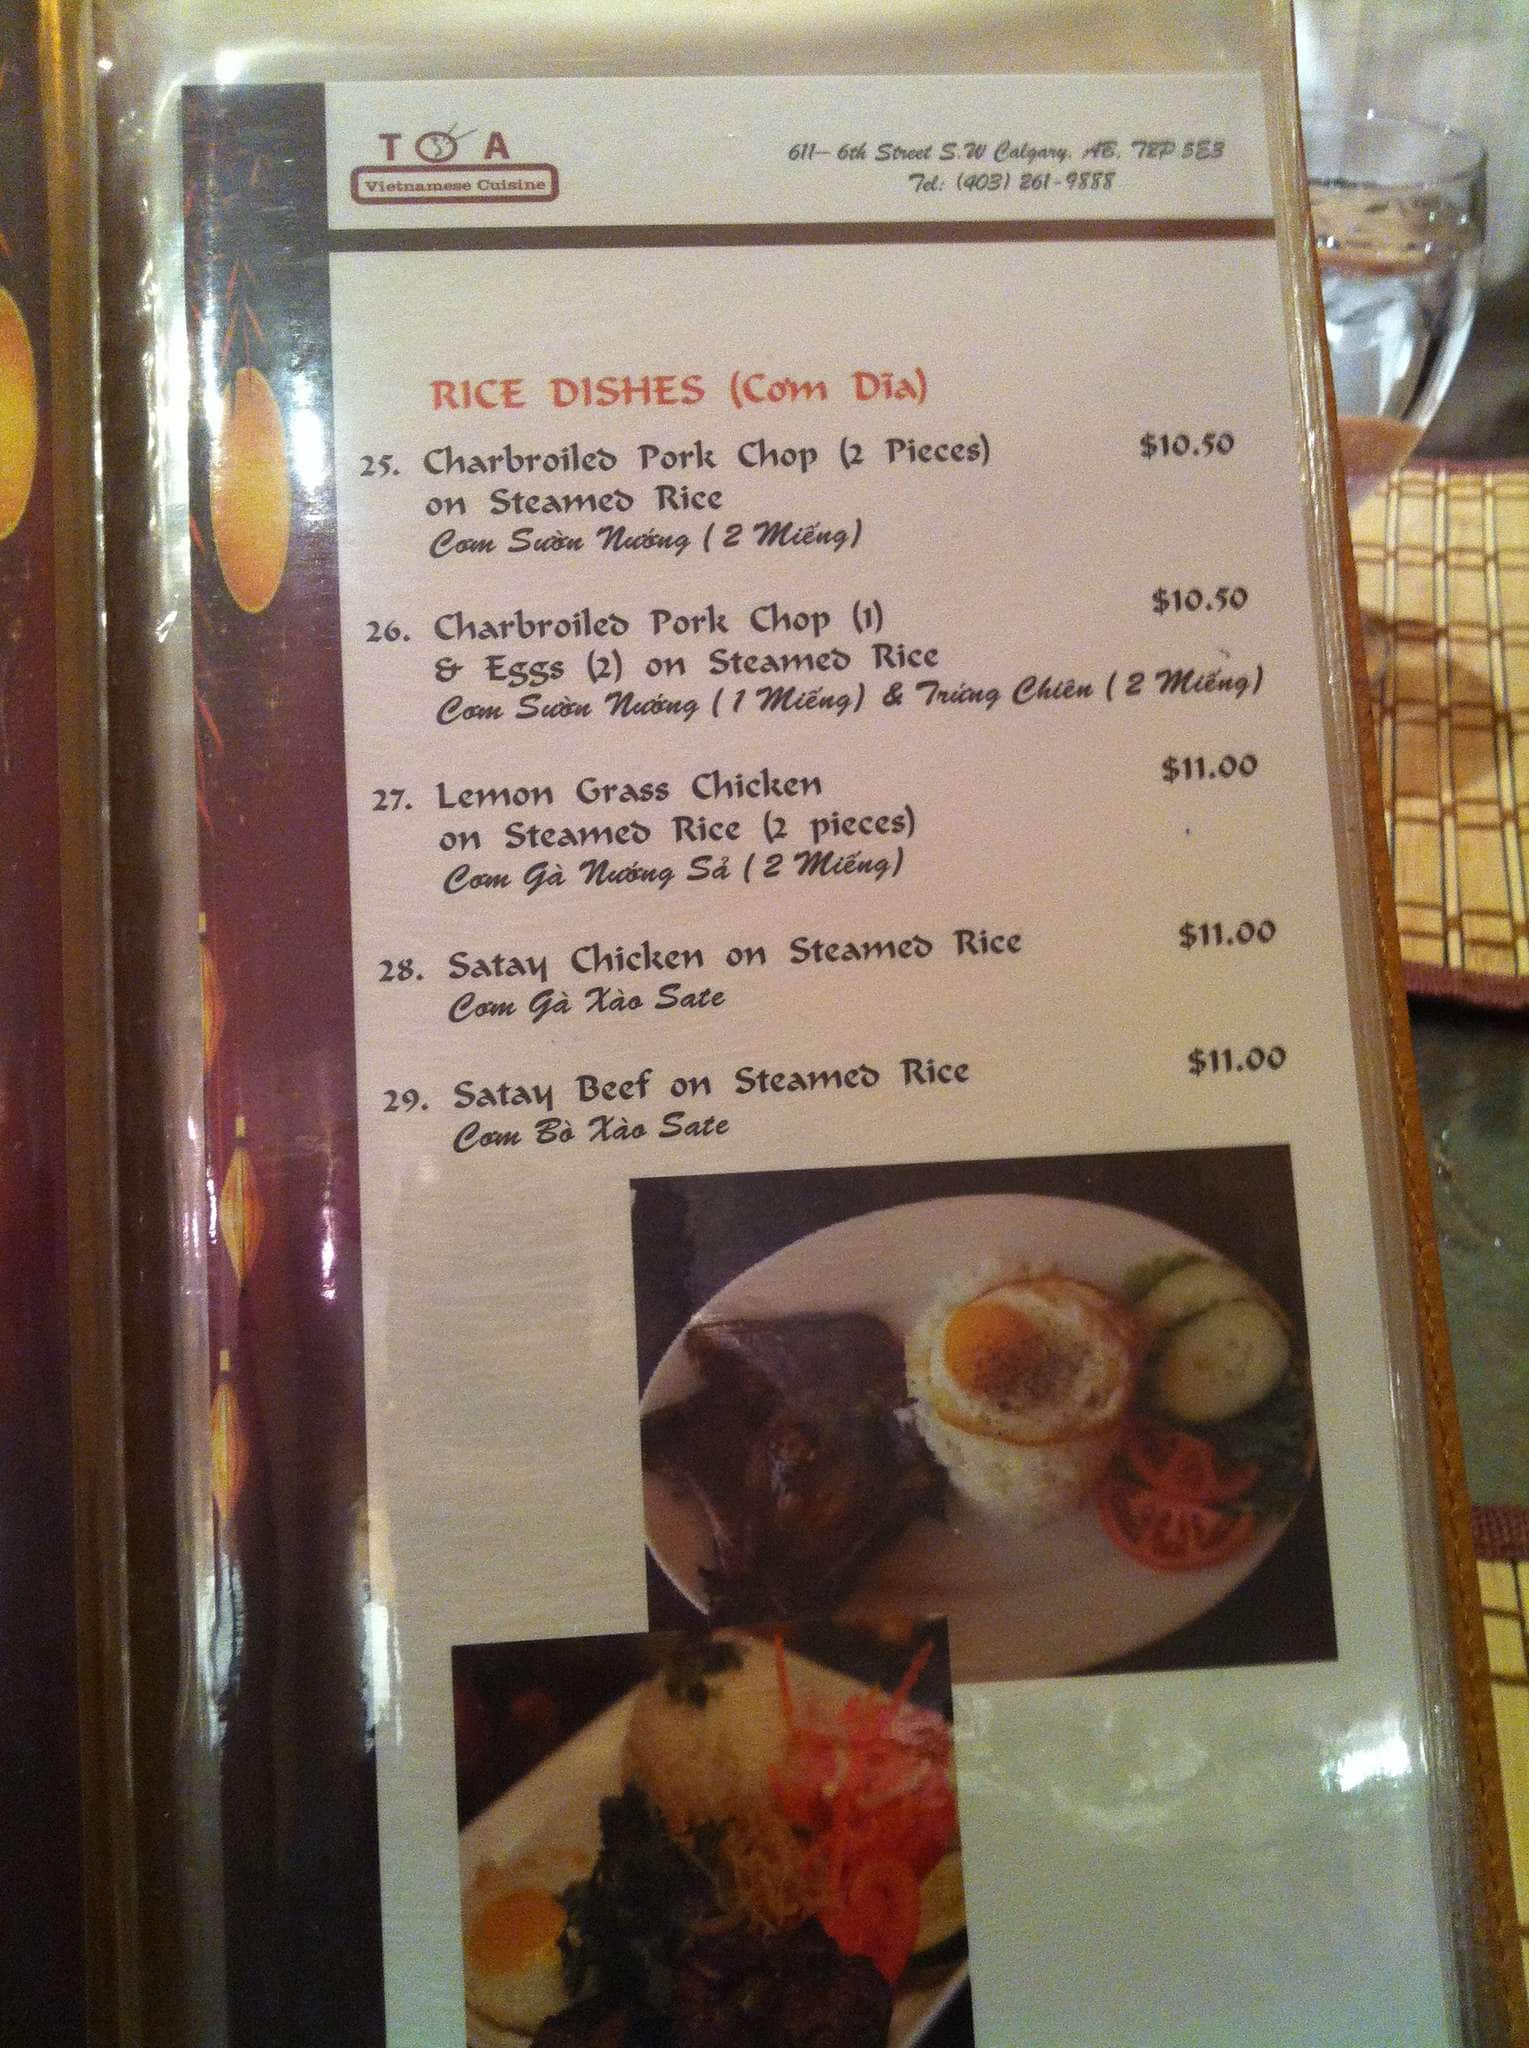 TOA
Vietnamese Cuisine
611- 6th Street S.W Calgary, AB, T2P 5E3
Tel: (403) 261-9888
RICE DISHES (Cơm Dĩa)
25. Charbroiled Pork Chop (2 Pieces) $10.50
on Steamed Rice
Cơm Sườn Nướng ( 2 Miếng)
26. Charbroiled Pork Chop (1) $10.50
& Eggs (2) on Steamed Rice
Cơm Sườn Nướng ( 1 Miếng) & Trứng Chiên ( 2 Miếng)
27. Lemon Grass Chicken $11.00
on Steamed Rice (2 pieces)
Cơm Gà Nướng Sả ( 2 Miếng)
28. Satay Chicken on Steamed Rice $11.00
Cơm Gà Xào Sate
29. Satay Beef on Steamed Rice $11.00
Cơm Bò Xào Sate